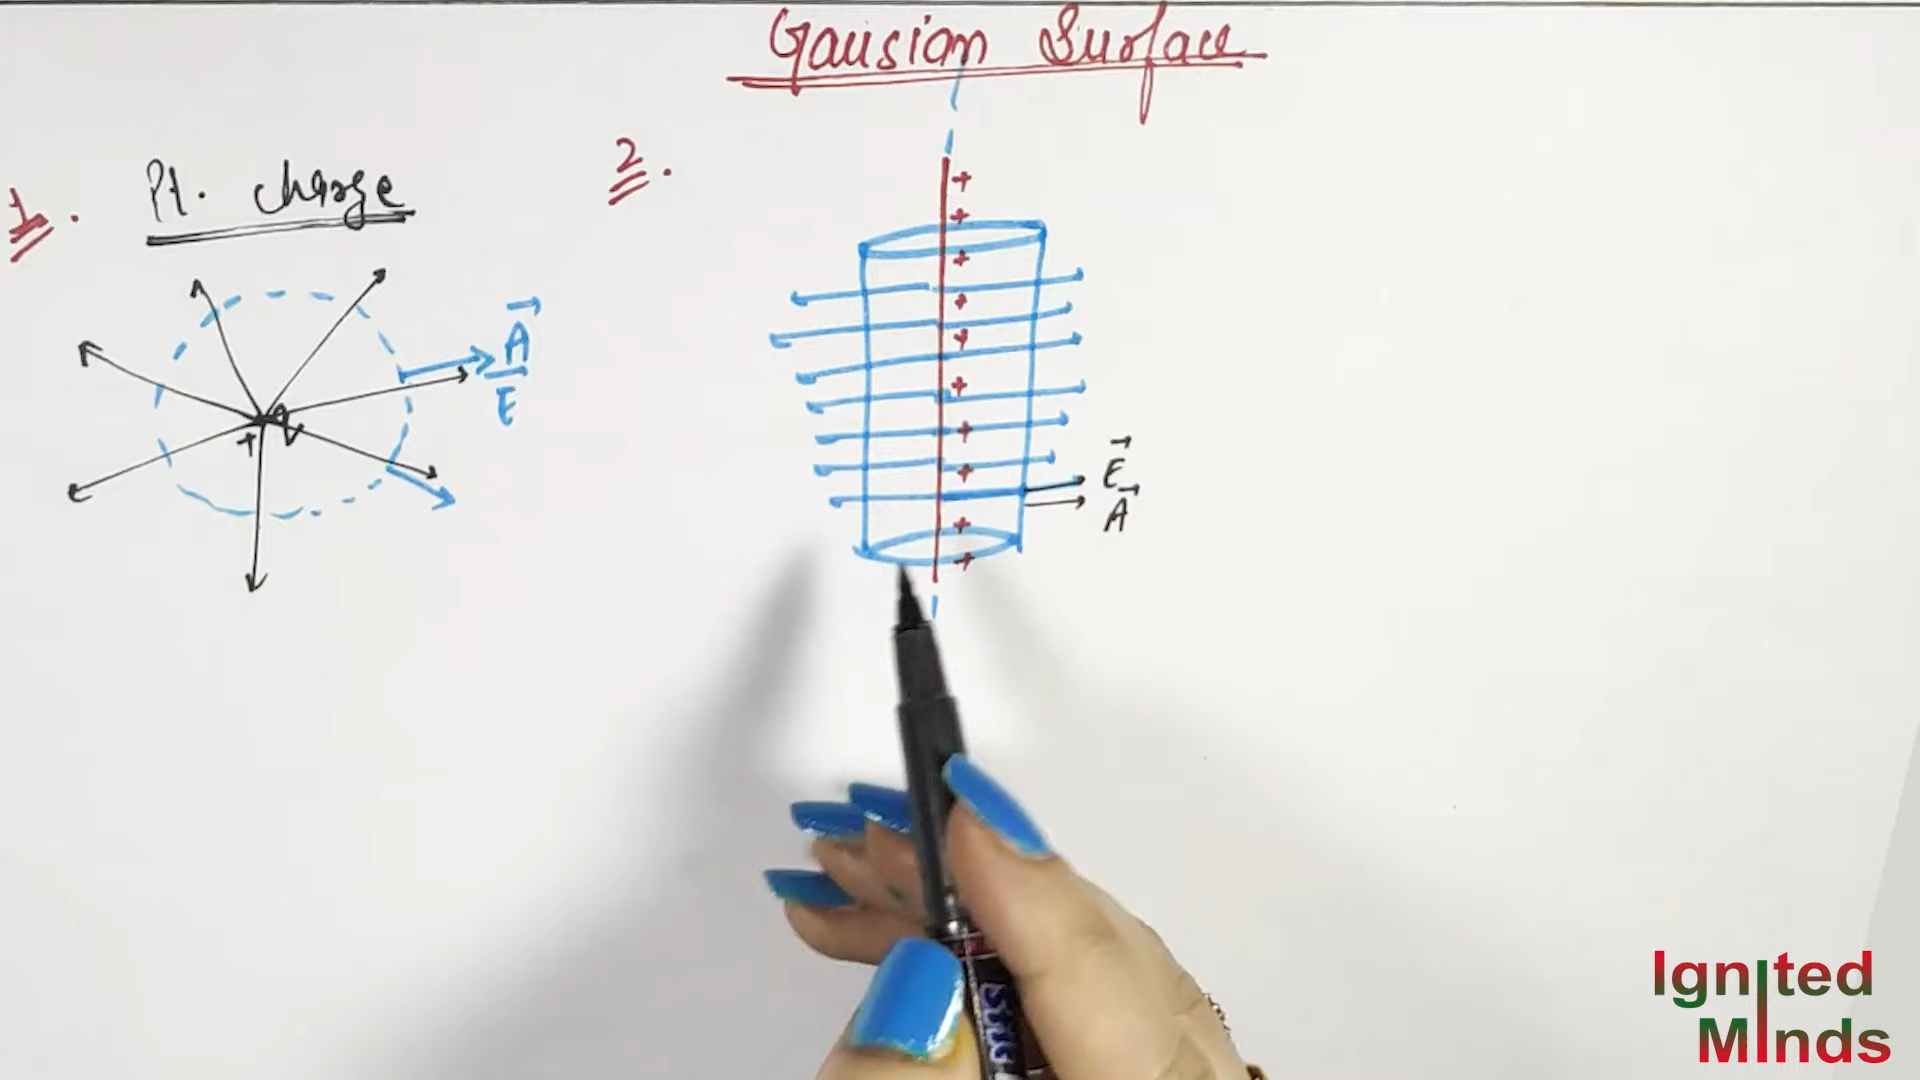 Gausian Surface
1. Pt. charge
2.
A
E
+q
+
+
+
+
+
+
+
+
+
+
E
A
Ignited
Minds